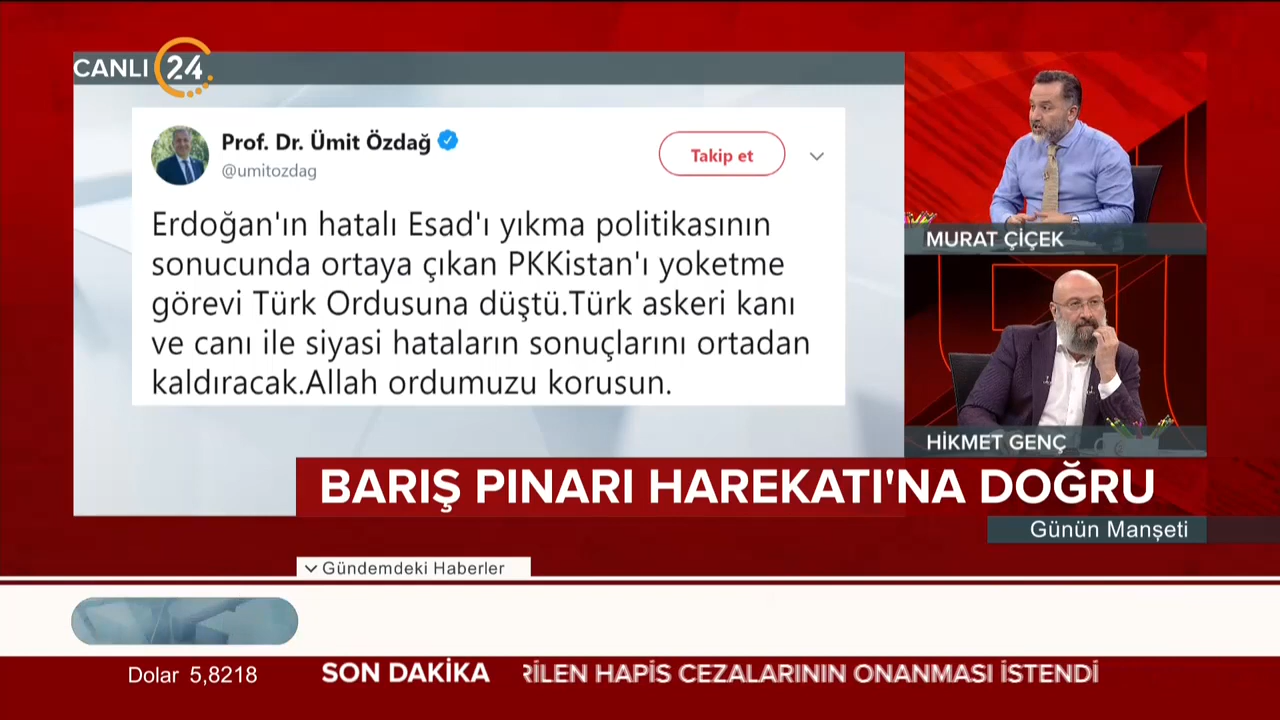 CANLI 24
Prof. Dr. Ümit Özdağ
@umitozdag
Takip et
Erdoğan'ın hatalı Esad'ı yıkma politikasının
sonucunda ortaya çıkan PKKistan'ı yoketme
görevi Türk Ordusuna düştü.Türk askeri kanı
ve canı ile siyasi hataların sonuçlarını ortadan
kaldıracak.Allah ordumuzu korusun.
MURAT ÇİÇEK
HİKMET GENÇ
BARIŞ PINARI HAREKATI'NA DOĞRU
Günün Manşeti
Gündemdeki Haberler
Dolar 5,8218
SON DAKİKA
RİLEN HAPİS CEZALARININ ONANMASI İSTENDİ